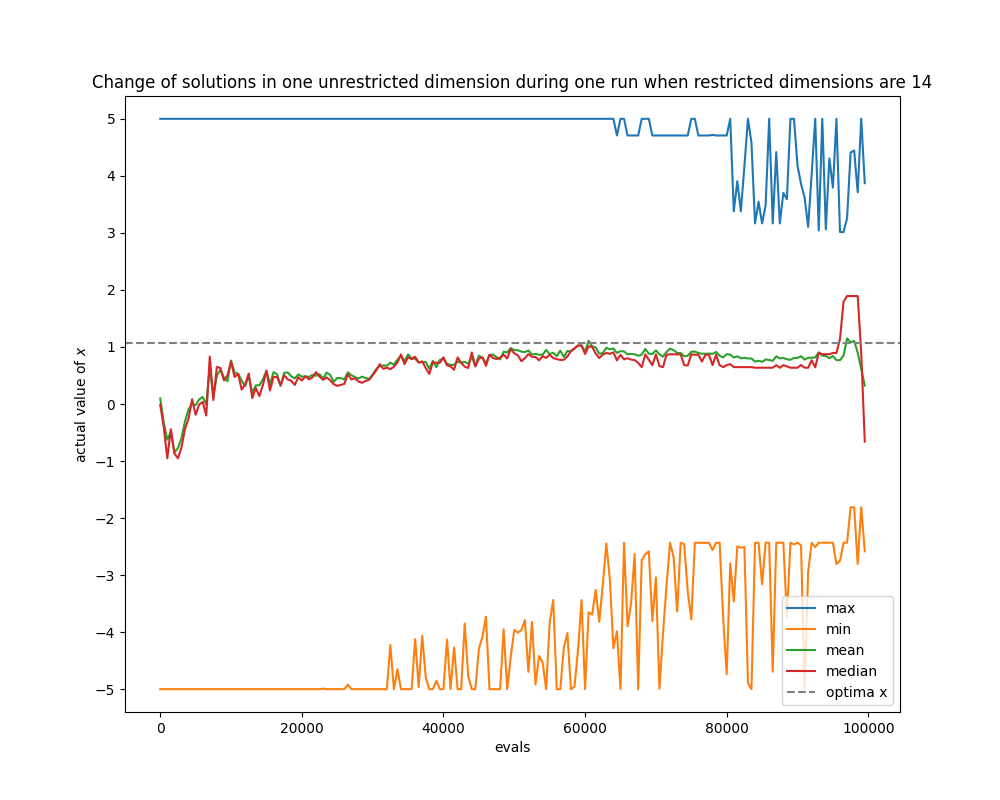 Change of solutions in one unrestricted dimension during one run when restricted dimensions are 14
5
4
3
2
1
0
−1
−2
−3
−4
−5
actual value of x
0
20000
40000
60000
80000
100000
evals
max
min
mean
median
optima x